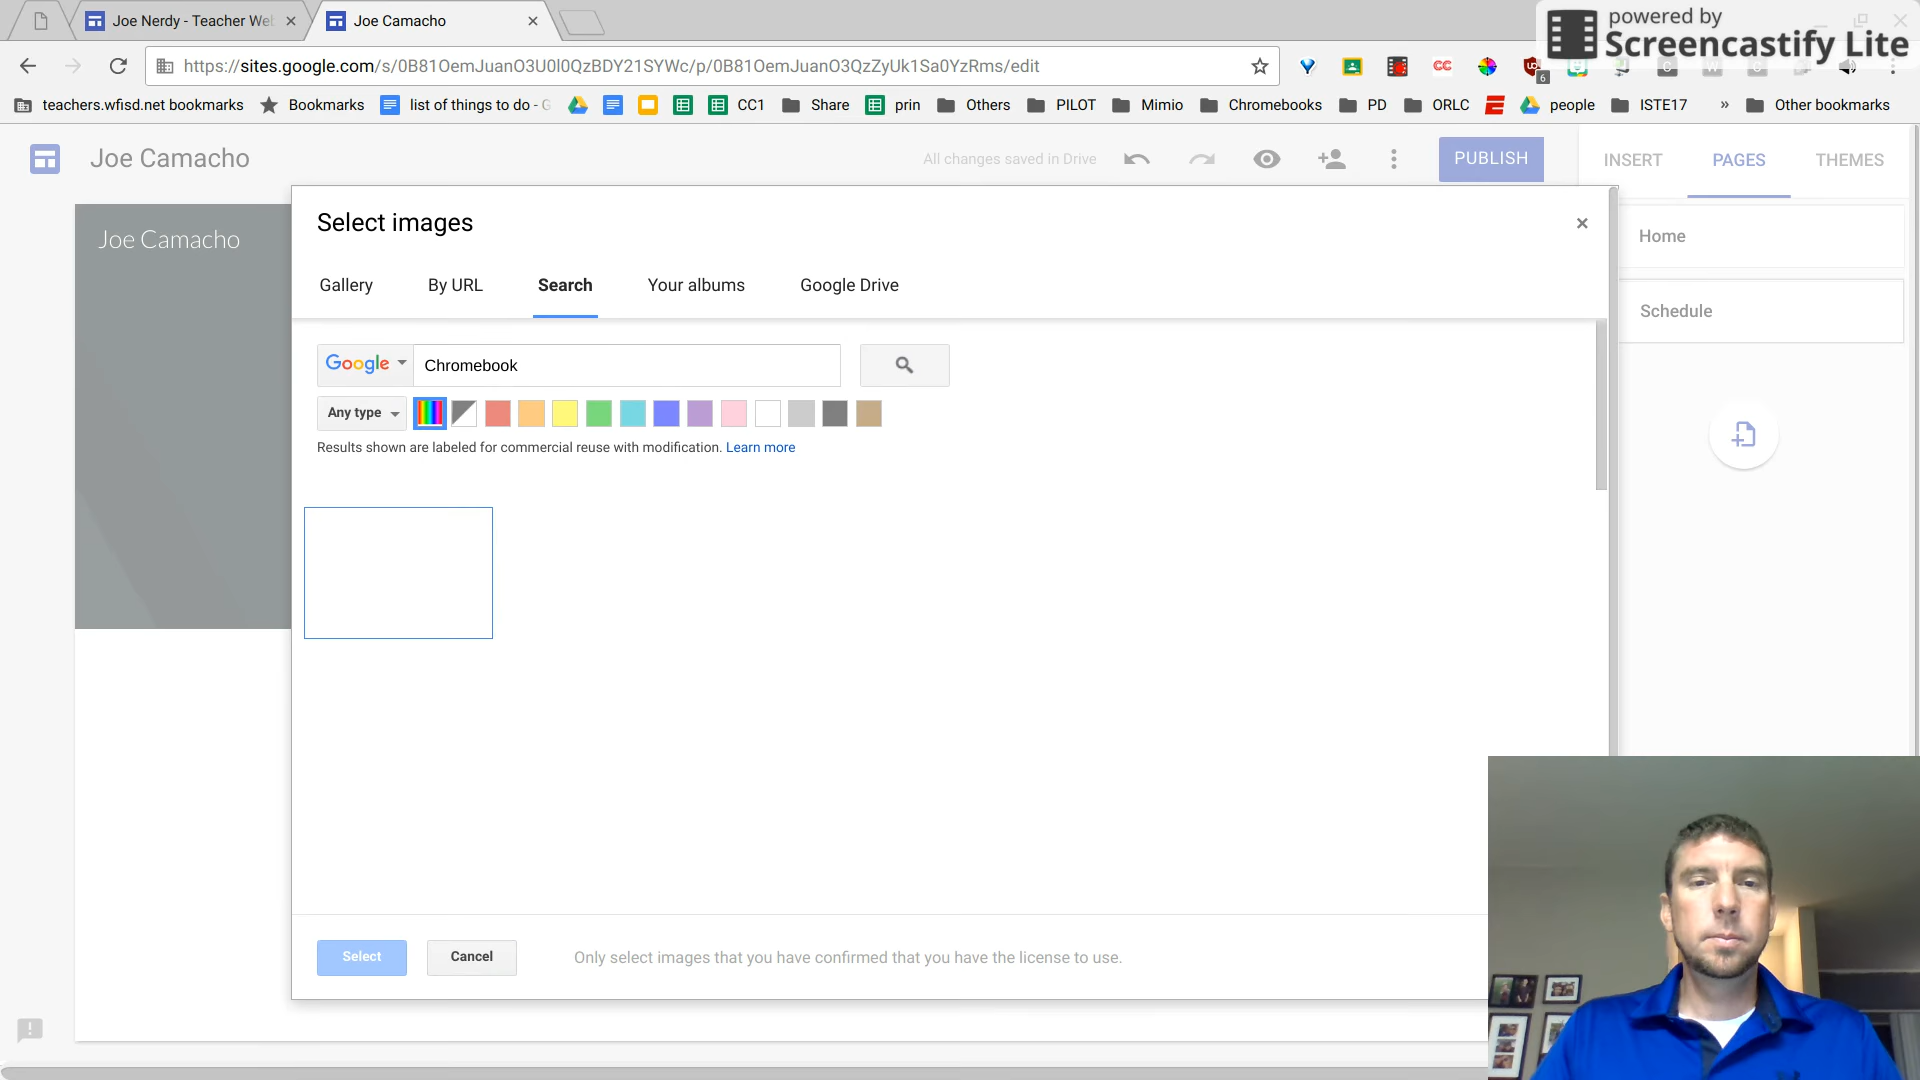 Joe Nerdy - Teacher Web
Joe Camacho
powered by
Screencastify Lite
https://sites.google.com/s/0B81OemJuanO3U0l0QzBDY21SYWc/p/0B81OemJuanO3QzZyUk1Sa0YzRms/edit
CC
6
C
W
C
teachers.wfisd.net bookmarks
Bookmarks
list of things to do - G
CC1
Share
prin
Others
PILOT
Mimio
Chromebooks
PD
ORLC
people
ISTE17
»
Other bookmarks
Joe Camacho
All changes saved in Drive
PUBLISH
INSERT
PAGES
THEMES
Joe Camacho
Select images
Home
Schedule
Gallery
By URL
Search
Your albums
Google Drive
Google
Chromebook
Any type
Results shown are labeled for commercial reuse with modification. Learn more
Select
Cancel
Only select images that you have confirmed that you have the license to use.